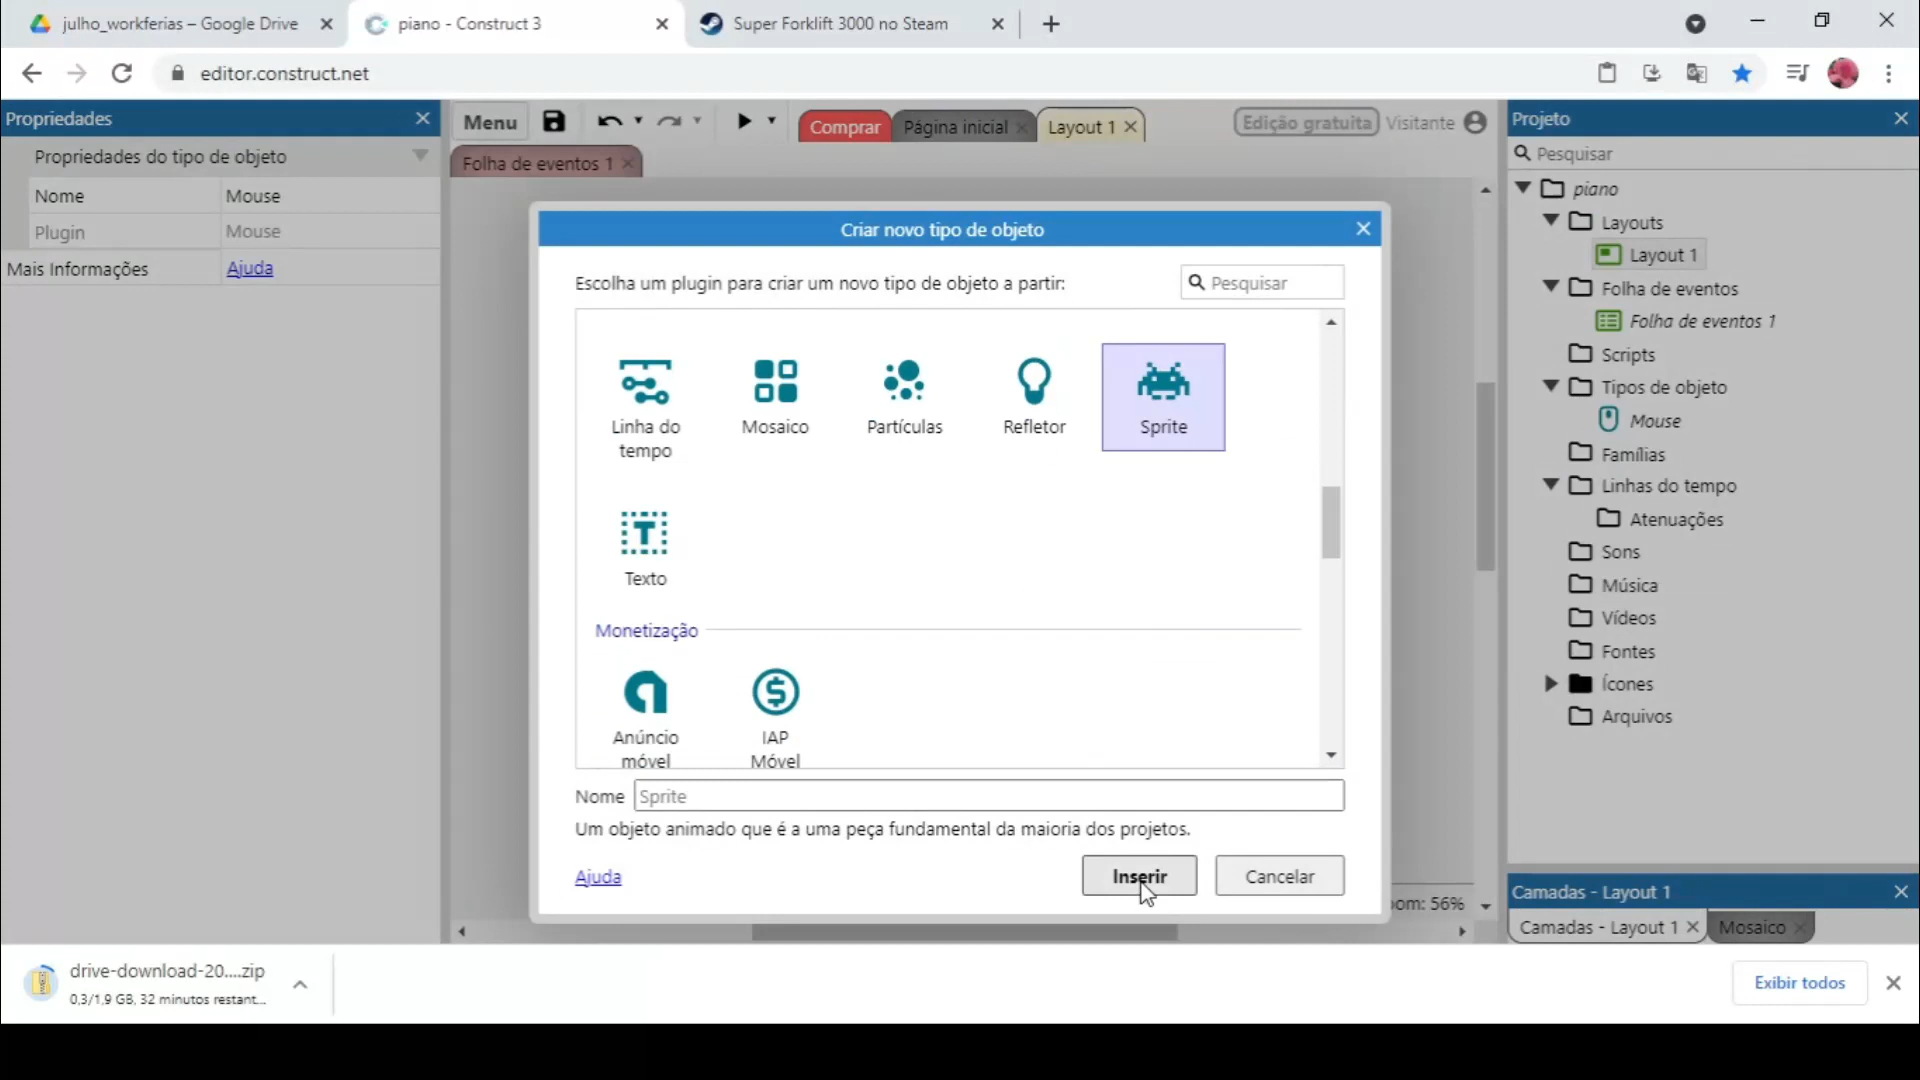 julho_workferias – Google Drive
piano - Construct 3
Super Forklift 3000 no Steam
editor.construct.net
Propriedades
Propriedades do tipo de objeto
Nome
Mouse
Plugin
Mouse
Mais Informações
Ajuda
Menu
Comprar
Página inicial
Layout 1
Edição gratuita
Visitante
Folha de eventos 1
Criar novo tipo de objeto
Escolha um plugin para criar um novo tipo de objeto a partir:
Pesquisar
Linha do
tempo
Mosaico
Partículas
Refletor
Sprite
Texto
Monetização
Anúncio
móvel
IAP
Móvel
Nome
Sprite
Um objeto animado que é a uma peça fundamental da maioria dos projetos.
Ajuda
Inserir
Cancelar
56%
Projeto
Pesquisar
piano
Layouts
Layout 1
Folha de eventos
Folha de eventos 1
Scripts
Tipos de objeto
Mouse
Famílias
Linhas do tempo
Atenuações
Sons
Música
Vídeos
Fontes
Ícones
Arquivos
Camadas - Layout 1
Camadas - Layout 1
Mosaico
drive-download-20....zip
0,3/1,9 GB, 32 minutos restant...
Exibir todos